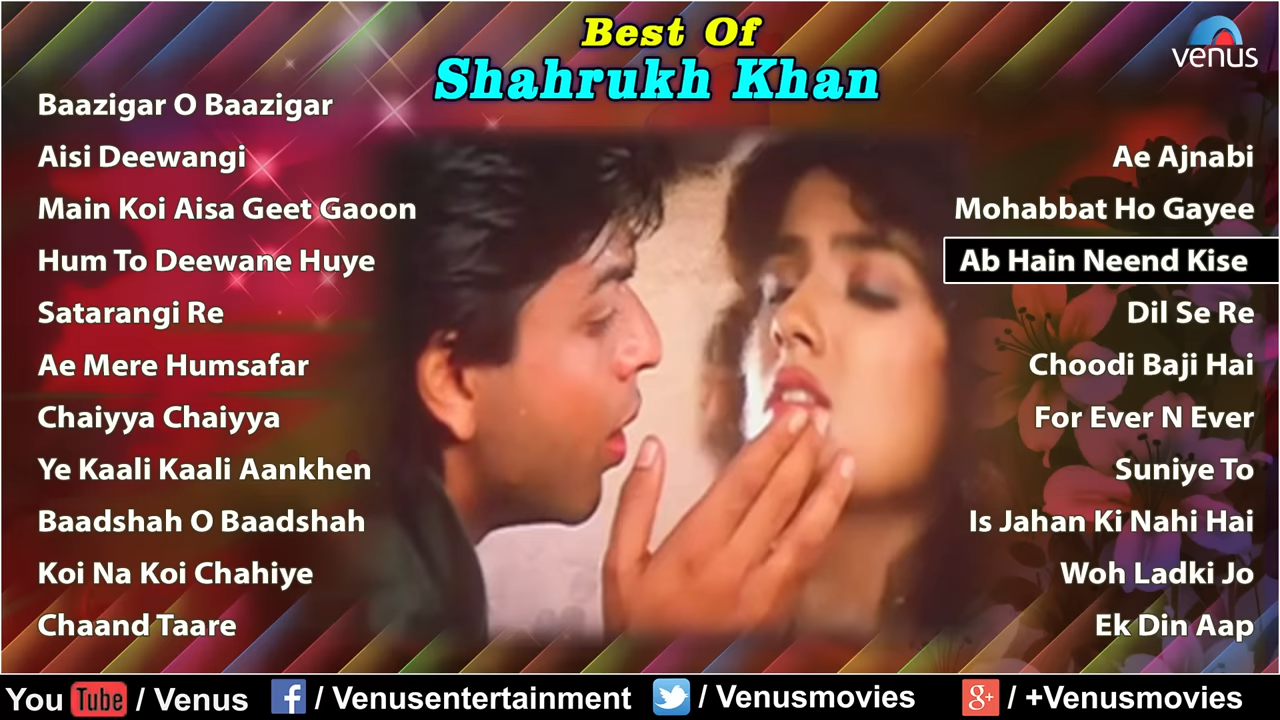 Best Of
Shahrukh Khan
venus
Baazigar O Baazigar
Aisi Deewangi
Main Koi Aisa Geet Gaoon
Hum To Deewane Huye
Satarangi Re
Ae Mere Humsafar
Chaiyya Chaiyya
Ye Kaali Kaali Aankhen
Baadshah O Baadshah
Koi Na Koi Chahiye
Chaand Taare
Ae Ajnabi
Mohabbat Ho Gayee
Ab Hain Neend Kise
Dil Se Re
Choodi Baji Hai
For Ever N Ever
Suniye To
Is Jahan Ki Nahi Hai
Woh Ladki Jo
Ek Din Aap
You Tube / Venus f / Venusentertainment / Venusmovies g+ / +Venusmovies